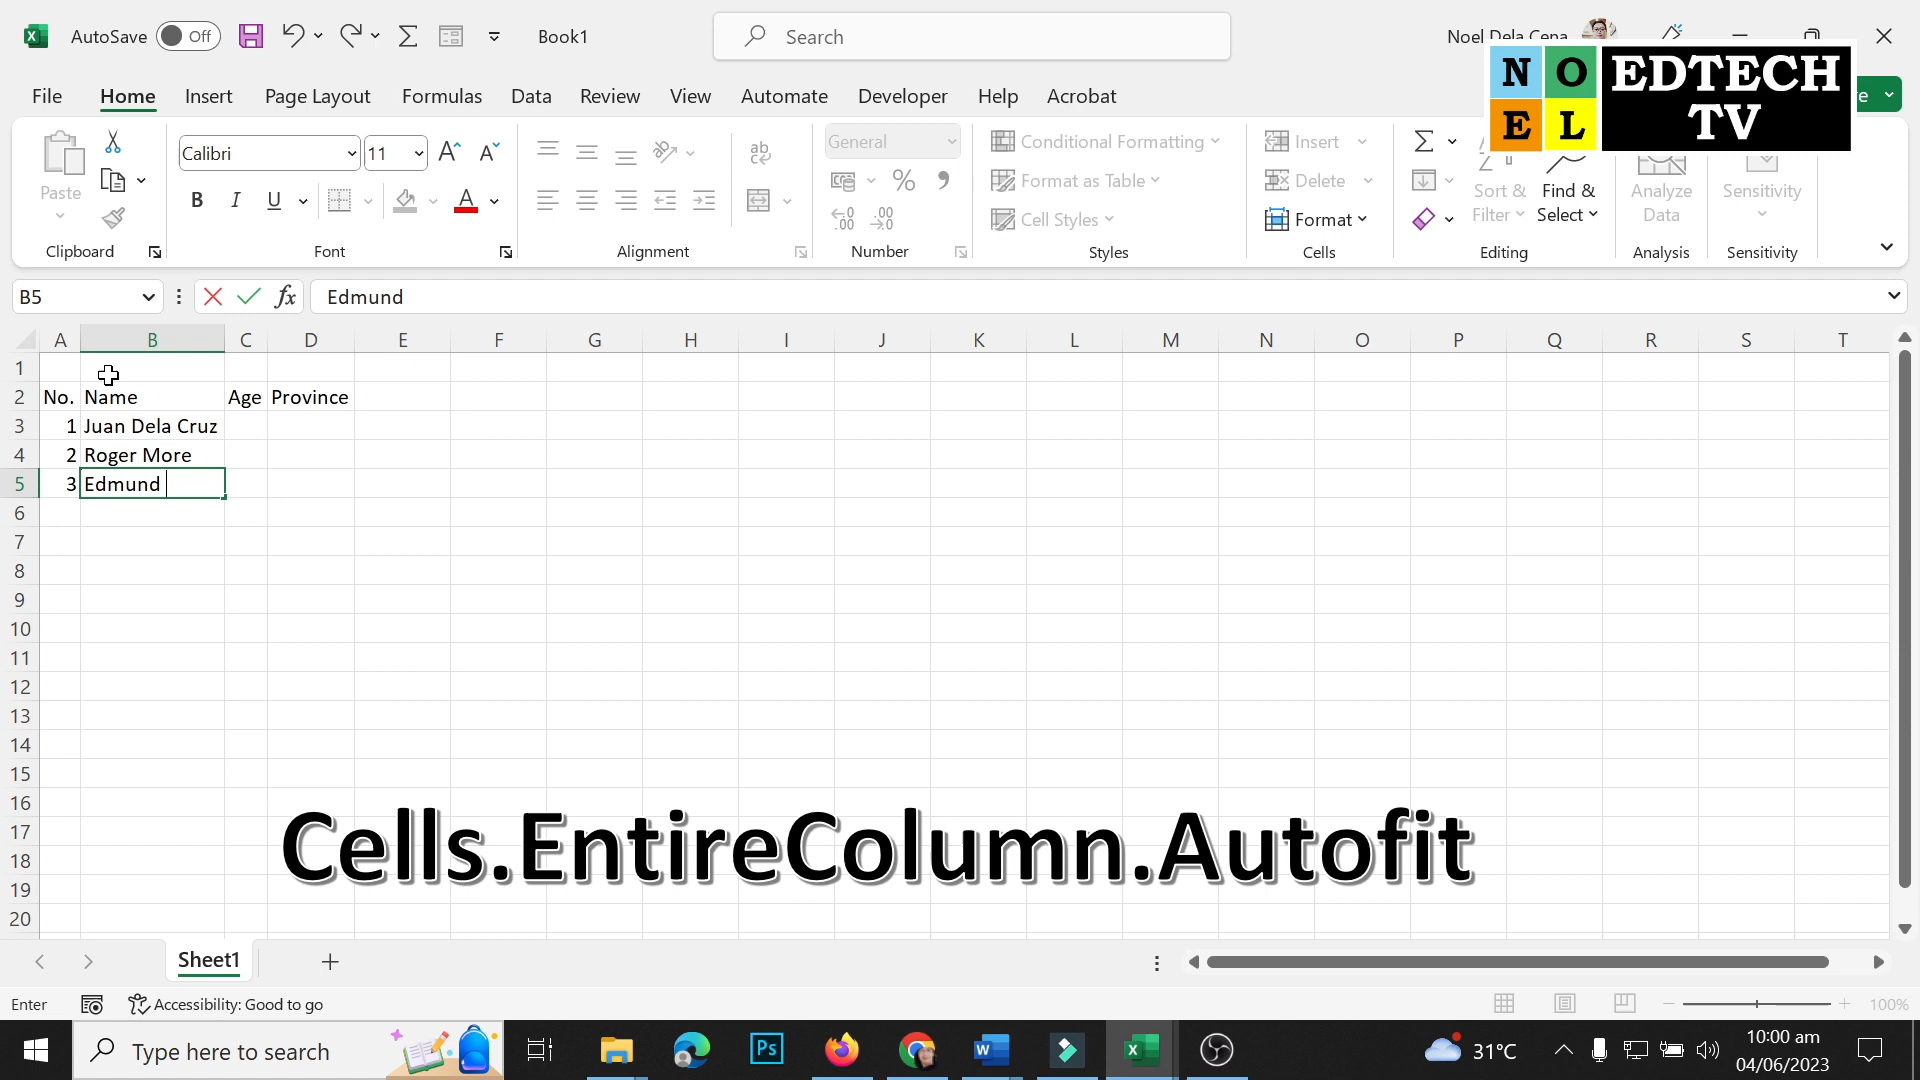 AutoSave Off Book1 Search Noel Dela Cena
NOEL EDTECH TV
File Home Insert Page Layout Formulas Data Review View Automate Developer Help Acrobat
Paste Calibri 11 General Conditional Formatting Insert
Format as Table Delete Sort & Filter Find & Select Analyze Data Sensitivity
B I U Cell Styles Format
Clipboard Font Alignment Number Styles Cells Editing Analysis Sensitivity
B5 fx Edmund
A B C D E F G H I J K L M N O P Q R S T
1
2 No. Name Age Province
3 1 Juan Dela Cruz
4 2 Roger More
5 3 Edmund
6
7
8
9
10
11
12
13
14
15
16
17
18
19
20
Cells.EntireColumn.Autofit
Sheet1
Enter Accessibility: Good to go 100%
Type here to search Ps 31°C 10:00 am
04/06/2023